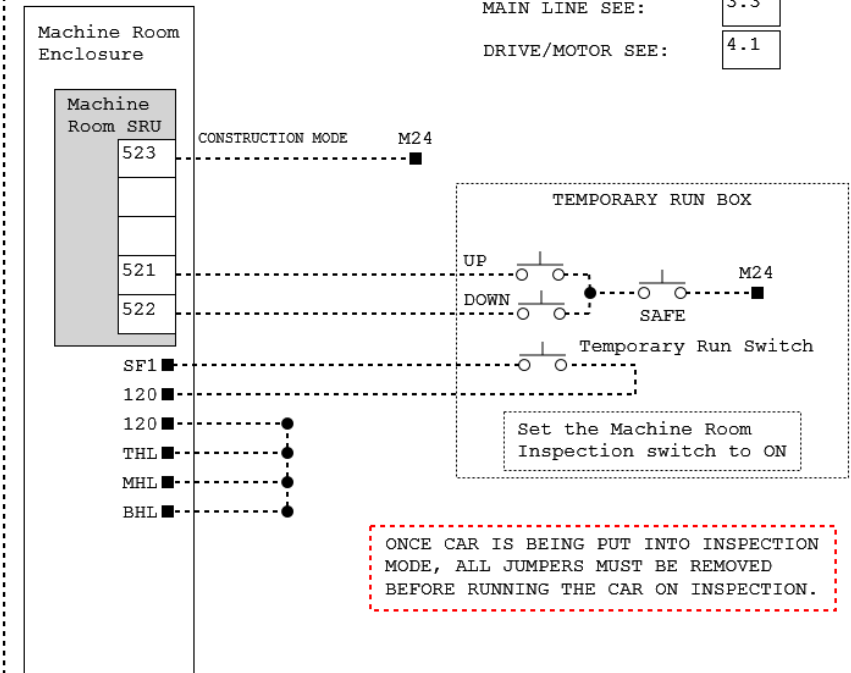 MAIN LINE SEE:
3.3
DRIVE/MOTOR SEE:
4.1
Machine Room
Enclosure
Machine
Room SRU
523
CONSTRUCTION MODE
M24
TEMPORARY RUN BOX
521
UP
M24
522
DOWN
SAFE
Temporary Run Switch
SF1
120
120
THL
MHL
BHL
Set the Machine Room
Inspection switch to ON
ONCE CAR IS BEING PUT INTO INSPECTION
MODE, ALL JUMPERS MUST BE REMOVED
BEFORE RUNNING THE CAR ON INSPECTION.